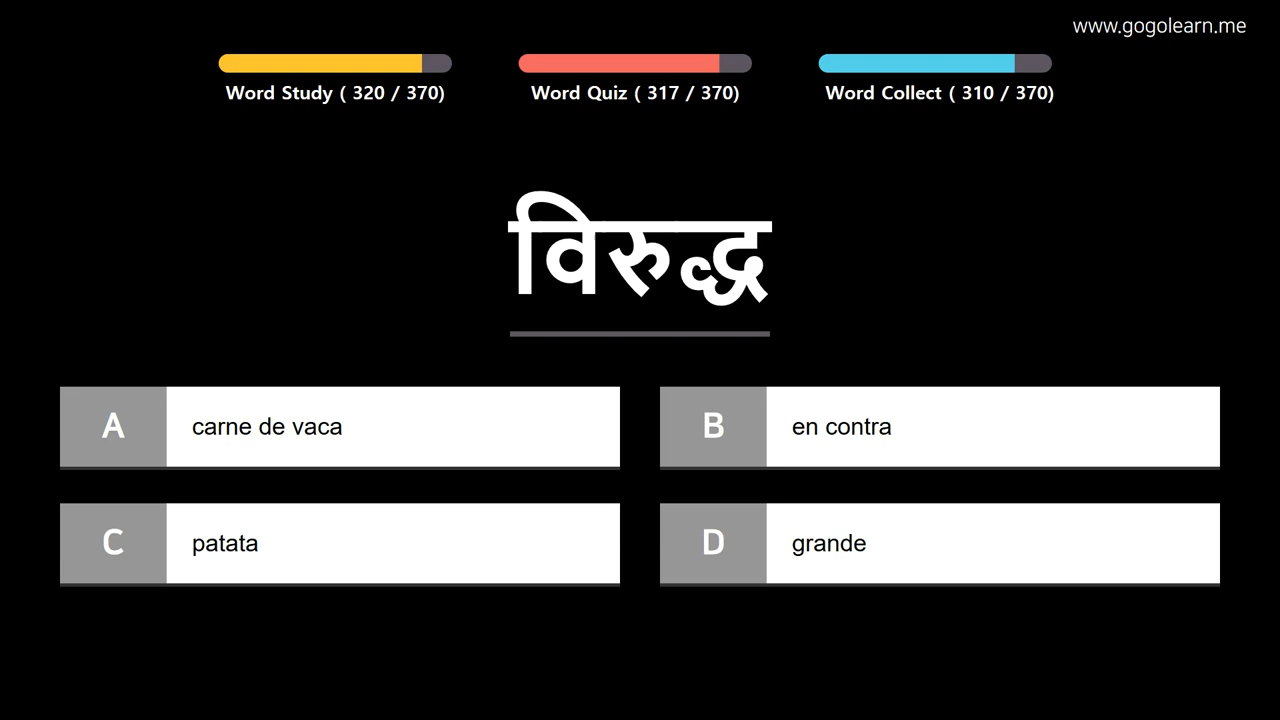 www.gogolearn.me
Word Study ( 320 / 370)
Word Quiz ( 317 / 370)
Word Collect ( 310 / 370)
विरुद्ध
A carne de vaca
B en contra
C patata
D grande